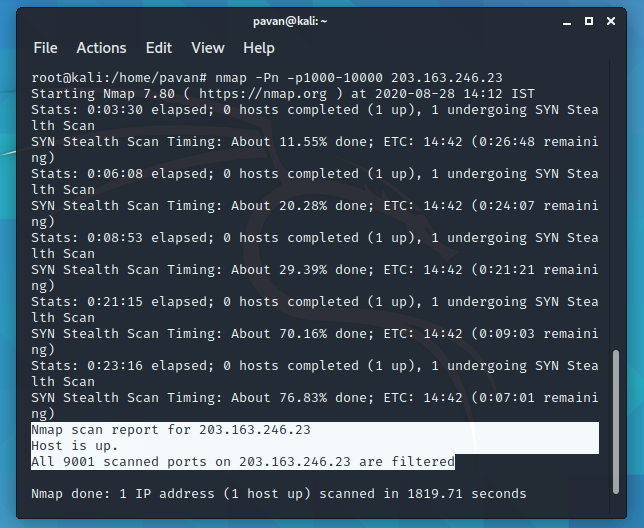 pavan@kali: ~
File Actions Edit View Help
root@kali:/home/pavan# nmap -Pn -p1000-10000 203.163.246.23
Starting Nmap 7.80 ( https://nmap.org ) at 2020-08-28 14:12 IST
Stats: 0:03:30 elapsed; 0 hosts completed (1 up), 1 undergoing SYN Stea
lth Scan
SYN Stealth Scan Timing: About 11.55% done; ETC: 14:42 (0:26:48 remaini
ng)
Stats: 0:06:08 elapsed; 0 hosts completed (1 up), 1 undergoing SYN Stea
lth Scan
SYN Stealth Scan Timing: About 20.28% done; ETC: 14:42 (0:24:07 remaini
ng)
Stats: 0:08:53 elapsed; 0 hosts completed (1 up), 1 undergoing SYN Stea
lth Scan
SYN Stealth Scan Timing: About 29.39% done; ETC: 14:42 (0:21:21 remaini
ng)
Stats: 0:21:15 elapsed; 0 hosts completed (1 up), 1 undergoing SYN Stea
lth Scan
SYN Stealth Scan Timing: About 70.16% done; ETC: 14:42 (0:09:03 remaini
ng)
Stats: 0:23:16 elapsed; 0 hosts completed (1 up), 1 undergoing SYN Stea
lth Scan
SYN Stealth Scan Timing: About 76.83% done; ETC: 14:42 (0:07:01 remaini
ng)
Nmap scan report for 203.163.246.23
Host is up.
All 9001 scanned ports on 203.163.246.23 are filtered
Nmap done: 1 IP address (1 host up) scanned in 1819.71 seconds